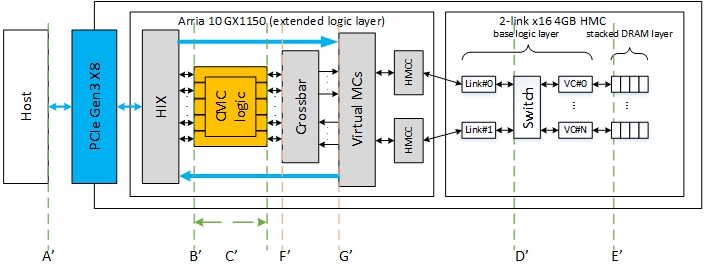 Arria 10 GX1150 (extended logic layer)
2-link x16 4GB HMC
base logic layer
stacked DRAM layer
Host
PCIe Gen3 X8
HIX
CMC
logic
Crossbar
Virtual MCs
HMCC
HMCC
Link#0
Link#1
Switch
VC#0
VC#N
A’
B’
C’
F’
G’
D’
E’